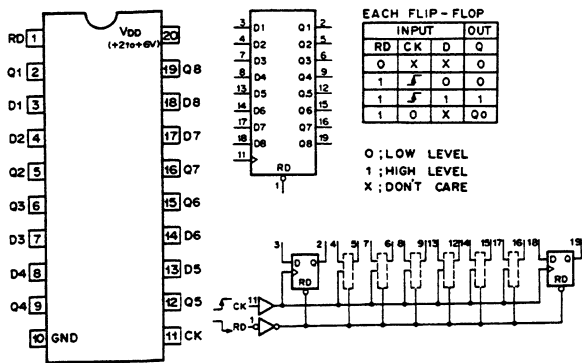 VDD
(+2to+6V)
RD 1
20
Q1 2
19 Q8
D1 3
18 D8
D2 4
17 D7
Q2 5
16 Q7
Q3 6
15 Q6
D3 7
14 D6
D4 8
13 D5
Q4 9
12 Q5
10 GND
11 CK
3 D1 Q1 2
4 D2 Q2 5
7 D3 Q3 6
8 D4 Q4 9
13 D5 Q5 12
14 D6 Q6 15
17 D7 Q7 16
18 D8 Q8 19
11
RD
1
EACH FLIP-FLOP
INPUT OUT
RD CK D Q
0 X X 0
1 0 0
1 1 1
1 0 X Qo
0 ; LOW LEVEL
1 ; HIGH LEVEL
X ; DON'T CARE
3 2 4 5 7 6 8 9 13 12 14 15 17 16 18 19
D Q
RD
D Q
RD
CK 11
RD 1